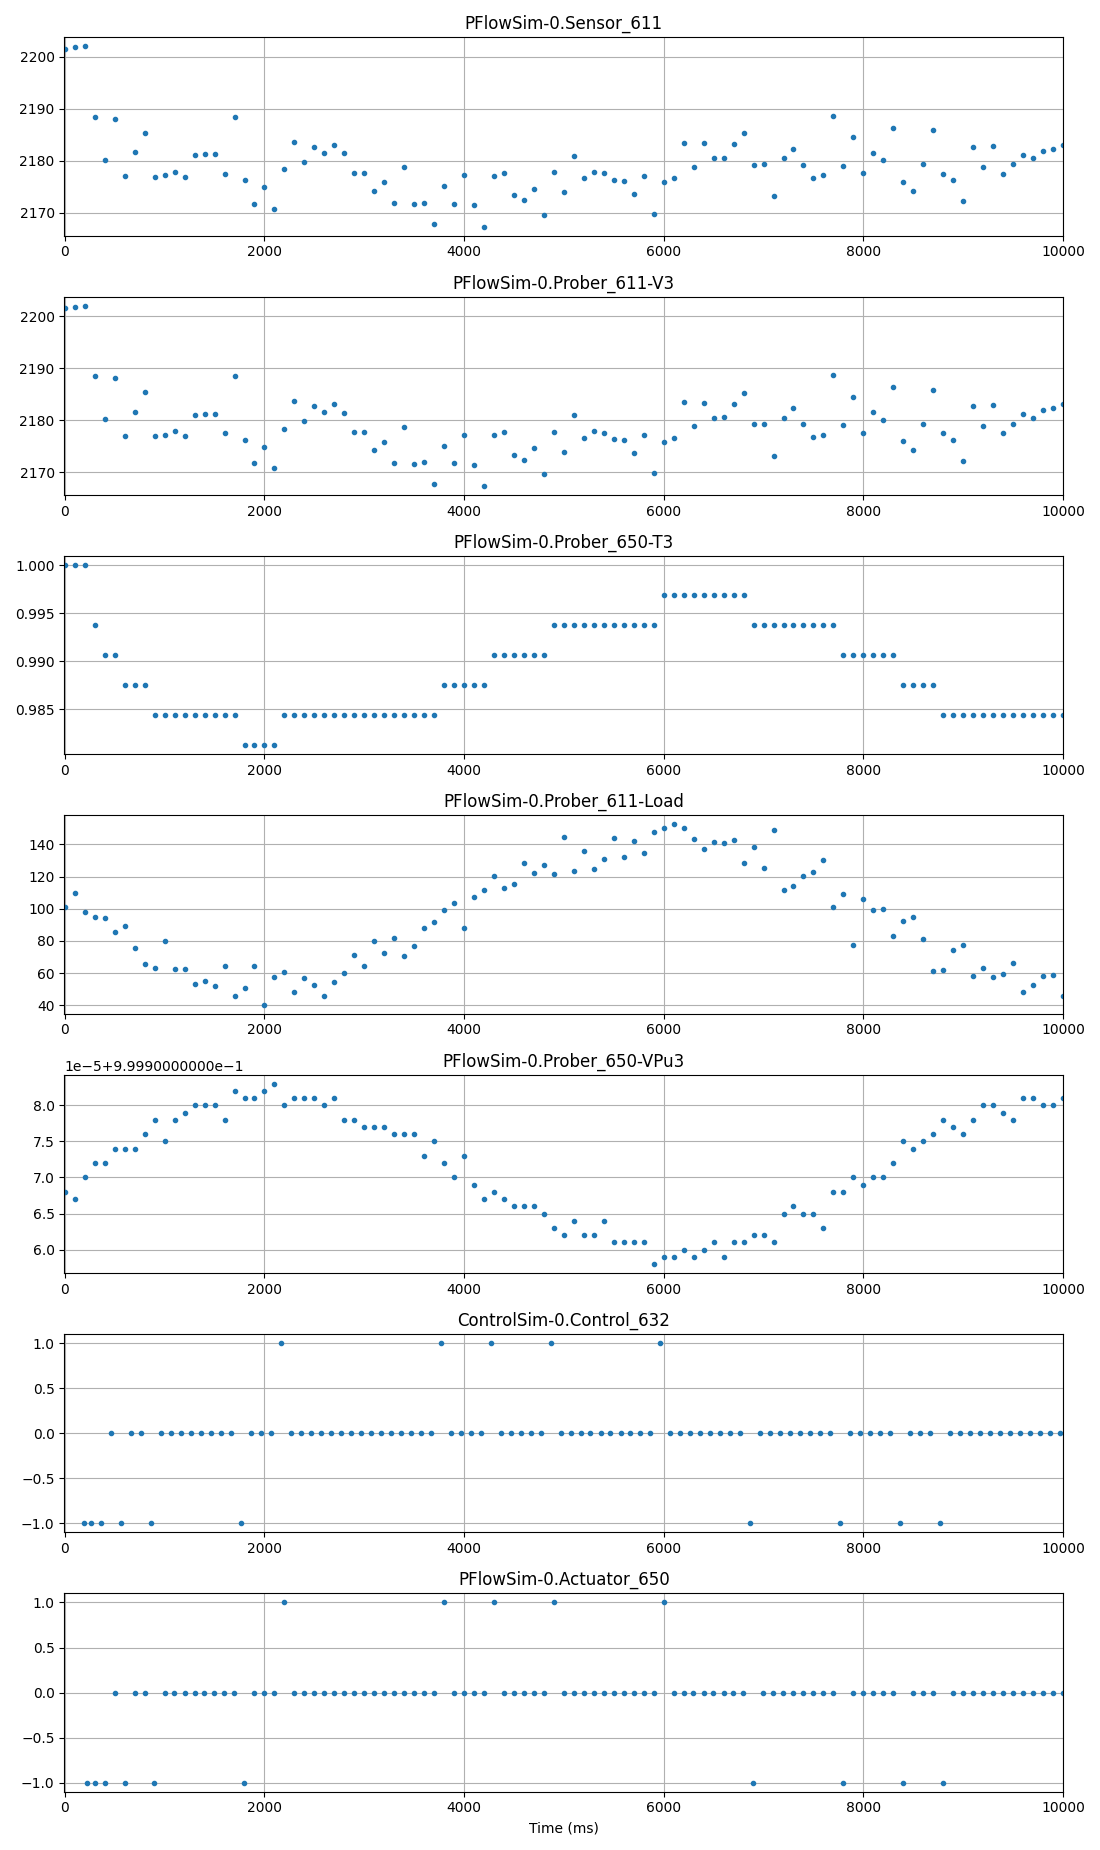 PFlowSim-0.Sensor_611
2200
2190
2180
2170
0 2000 4000 6000 8000 10000
PFlowSim-0.Prober_611-V3
2200
2190
2180
2170
0 2000 4000 6000 8000 10000
PFlowSim-0.Prober_650-T3
1.000
0.995
0.990
0.985
0 2000 4000 6000 8000 10000
PFlowSim-0.Prober_611-Load
140
120
100
80
60
40
0 2000 4000 6000 8000 10000
PFlowSim-0.Prober_650-VPu3
1e−5+9.9990000000e−1
8.0
7.5
7.0
6.5
6.0
0 2000 4000 6000 8000 10000
ControlSim-0.Control_632
1.0
0.5
0.0
−0.5
−1.0
0 2000 4000 6000 8000 10000
PFlowSim-0.Actuator_650
1.0
0.5
0.0
−0.5
−1.0
0 2000 4000 6000 8000 10000
Time (ms)